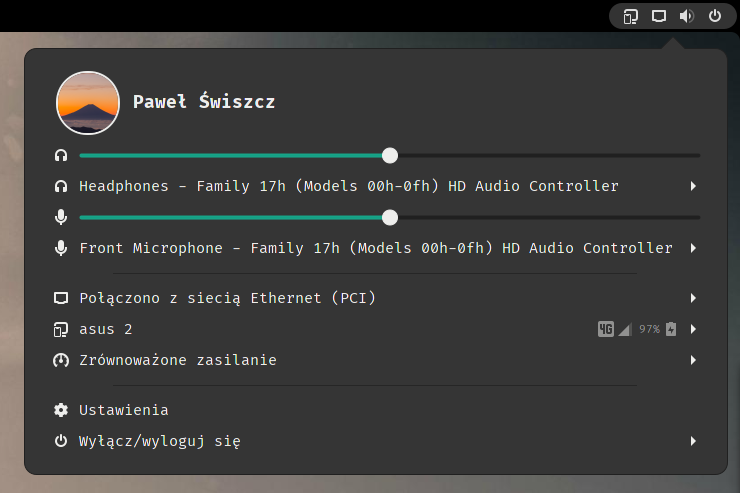 Paweł Świszcz
Headphones - Family 17h (Models 00h-0fh) HD Audio Controller
Front Microphone - Family 17h (Models 00h-0fh) HD Audio Controller
Połączono z siecią Ethernet (PCI)
asus 2 4G 97%
Zrównoważone zasilanie
Ustawienia
Wyłącz/wyloguj się